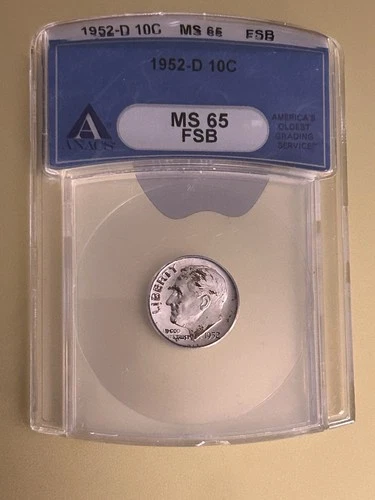 1952-D 10C MS 65 FSB
1952-D 10C
ANACS
MS 65
FSB
AMERICA'S
OLDEST
GRADING
SERVICE
LIBERTY
IN GOD
WE TRUST
1952